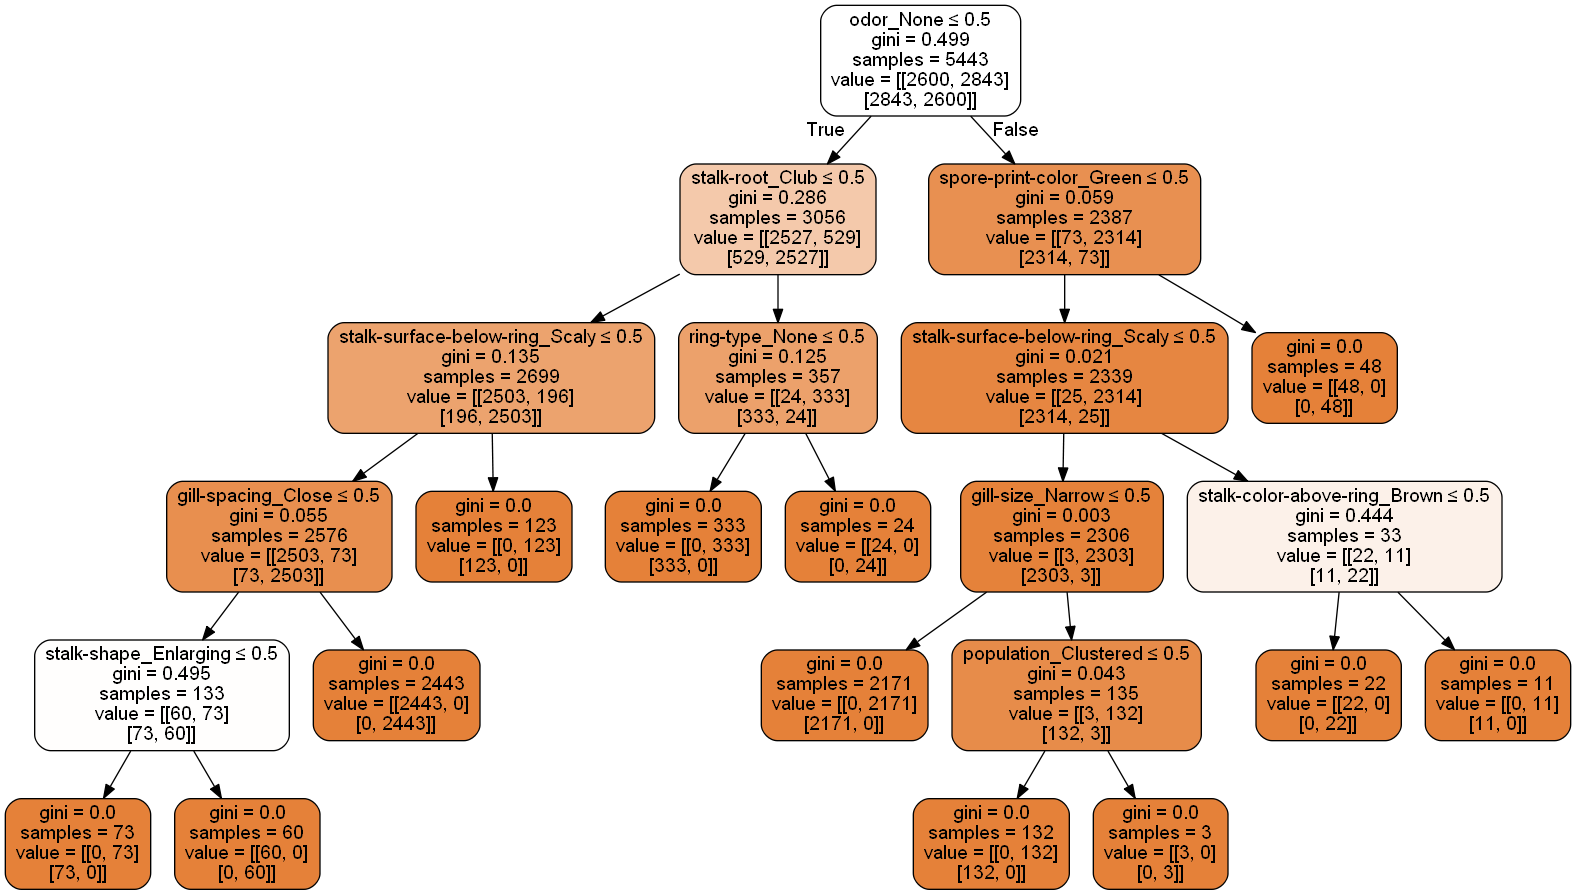 odor_None ≤ 0.5
gini = 0.499
samples = 5443
value = [[2600, 2843]
[2843, 2600]]
True
False
stalk-root_Club ≤ 0.5
gini = 0.286
samples = 3056
value = [[2527, 529]
[529, 2527]]
spore-print-color_Green ≤ 0.5
gini = 0.059
samples = 2387
value = [[73, 2314]
[2314, 73]]
stalk-surface-below-ring_Scaly ≤ 0.5
gini = 0.135
samples = 2699
value = [[2503, 196]
[196, 2503]]
ring-type_None ≤ 0.5
gini = 0.125
samples = 357
value = [[24, 333]
[333, 24]]
stalk-surface-below-ring_Scaly ≤ 0.5
gini = 0.021
samples = 2339
value = [[25, 2314]
[2314, 25]]
gini = 0.0
samples = 48
value = [[48, 0]
[0, 48]]
gill-spacing_Close ≤ 0.5
gini = 0.055
samples = 2576
value = [[2503, 73]
[73, 2503]]
gini = 0.0
samples = 123
value = [[0, 123]
[123, 0]]
gini = 0.0
samples = 333
value = [[0, 333]
[333, 0]]
gini = 0.0
samples = 24
value = [[24, 0]
[0, 24]]
gill-size_Narrow ≤ 0.5
gini = 0.003
samples = 2306
value = [[3, 2303]
[2303, 3]]
stalk-color-above-ring_Brown ≤ 0.5
gini = 0.444
samples = 33
value = [[22, 11]
[11, 22]]
stalk-shape_Enlarging ≤ 0.5
gini = 0.495
samples = 133
value = [[60, 73]
[73, 60]]
gini = 0.0
samples = 2443
value = [[2443, 0]
[0, 2443]]
gini = 0.0
samples = 2171
value = [[0, 2171]
[2171, 0]]
population_Clustered ≤ 0.5
gini = 0.043
samples = 135
value = [[3, 132]
[132, 3]]
gini = 0.0
samples = 22
value = [[22, 0]
[0, 22]]
gini = 0.0
samples = 11
value = [[0, 11]
[11, 0]]
gini = 0.0
samples = 73
value = [[0, 73]
[73, 0]]
gini = 0.0
samples = 60
value = [[60, 0]
[0, 60]]
gini = 0.0
samples = 132
value = [[0, 132]
[132, 0]]
gini = 0.0
samples = 3
value = [[3, 0]
[0, 3]]